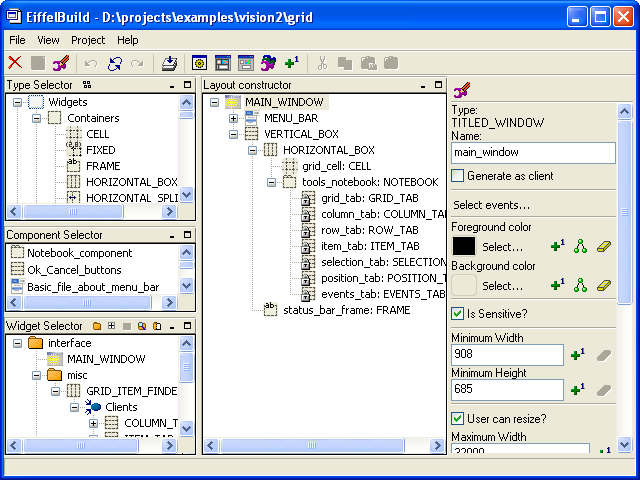 EiffelBuild - D:\projects\examples\vision2\grid
File View Project Help
Type Selector
Widgets
Containers
CELL
FIXED
FRAME
HORIZONTAL_BOX
HORIZONTAL_SPLI
Component Selector
Notebook_component
Ok_Cancel_buttons
Basic_file_about_menu_bar
Widget Selector
interface
MAIN_WINDOW
misc
GRID_ITEM_FINDE
Clients
COLUMN_T
ITEM_TAB
Layout constructor
MAIN_WINDOW
MENU_BAR
VERTICAL_BOX
HORIZONTAL_BOX
grid_cell: CELL
tools_notebook: NOTEBOOK
grid_tab: GRID_TAB
column_tab: COLUMN_TA
row_tab: ROW_TAB
item_tab: ITEM_TAB
selection_tab: SELECTION
position_tab: POSITION_T
events_tab: EVENTS_TAB
status_bar_frame: FRAME
Type:
TITLED_WINDOW
Name:
main_window
Generate as client
Select events...
Foreground color
Select...
Background color
Select...
Is Sensitive?
Minimum Width
908
Minimum Height
685
User can resize?
Maximum Width
32000